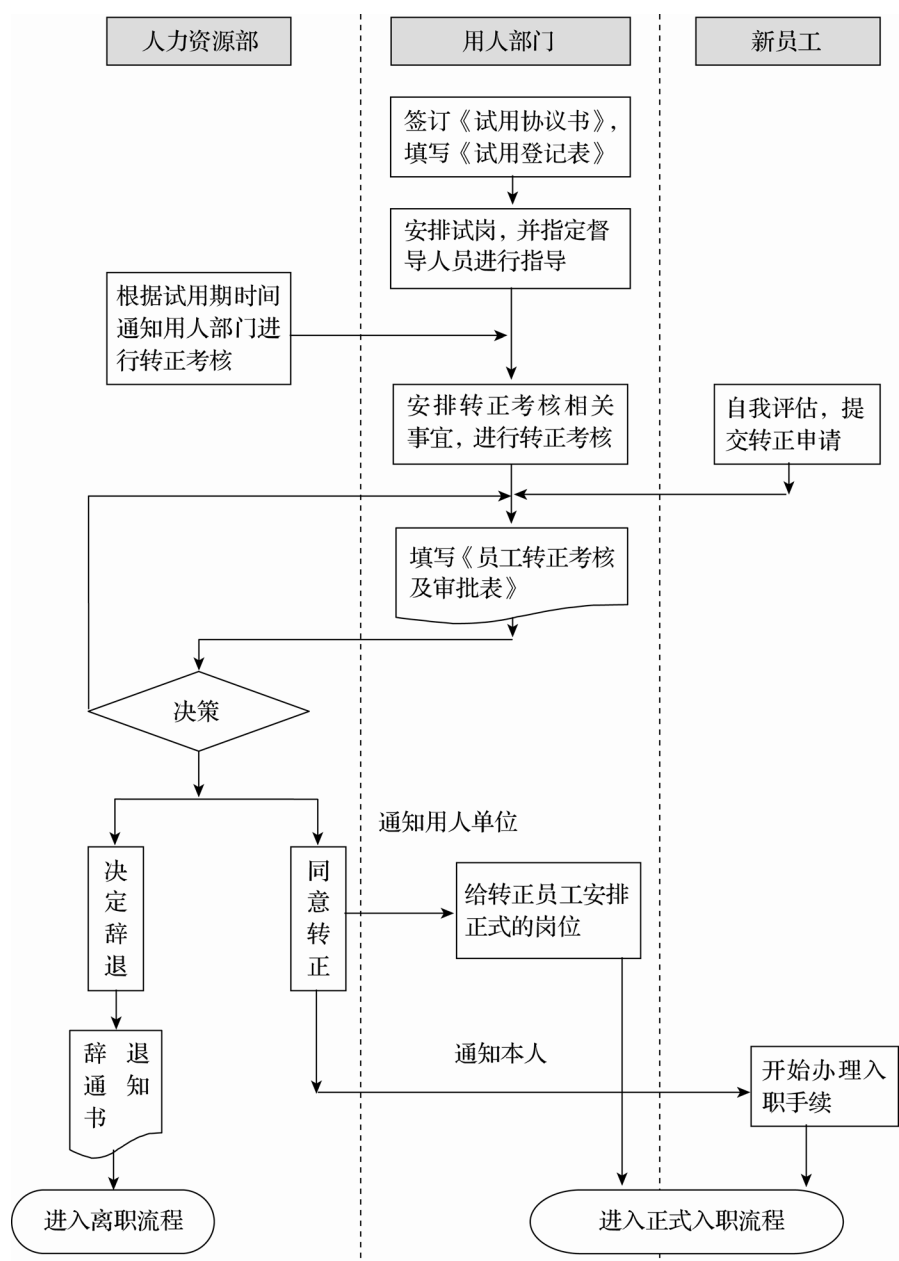 人力资源部
用人部门
新员工
签订《试用协议书》，
填写《试用登记表》
安排试岗，并指定督
导人员进行指导
根据试用期时间
通知用人部门进
行转正考核
安排转正考核相关
事宜，进行转正考核
自我评估，提
交转正申请
填写《员工转正考核
及审批表》
决策
通知用人单位
决
定
辞
退
同
意
转
正
给转正员工安排
正式的岗位
辞 退
通 知
书
通知本人
开始办理入
职手续
进入离职流程
进入正式入职流程